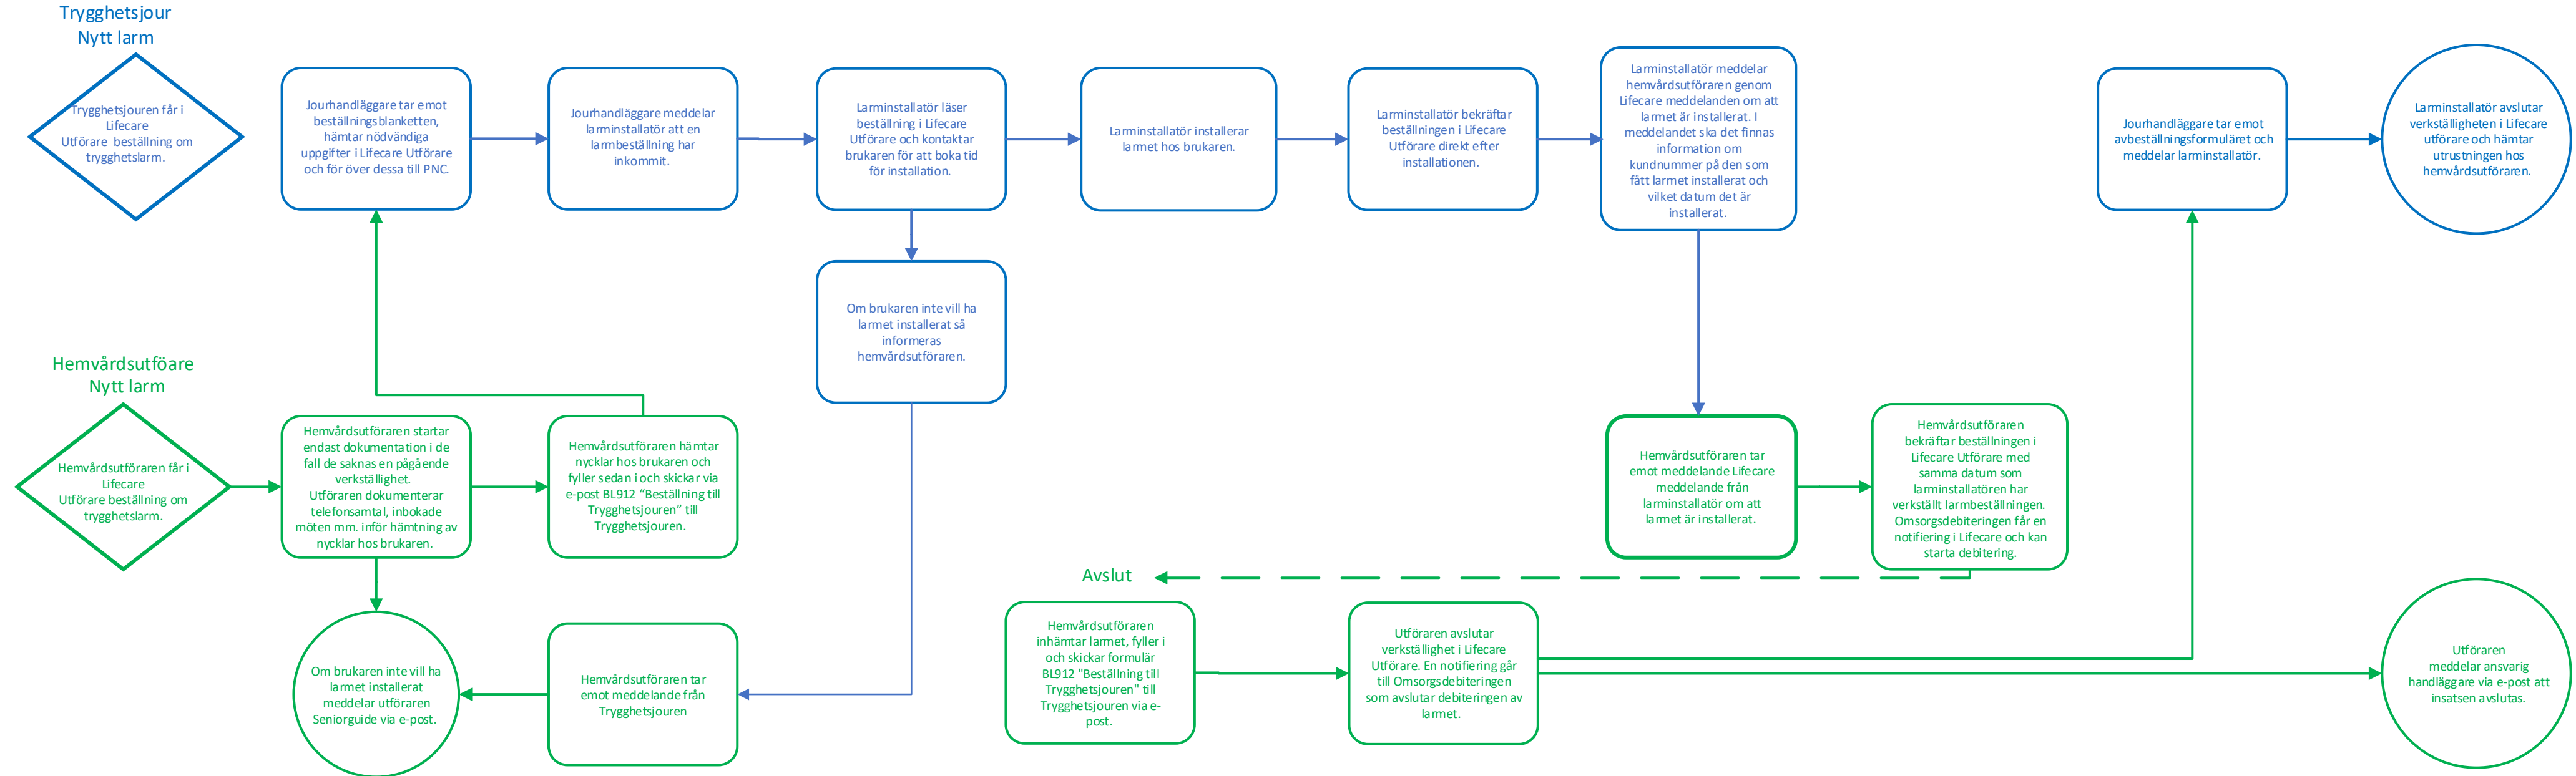 Trygghetsjour
Nytt larm
Trygghetsjouren får i
Lifecare
Utförare  beställning om
trygghetslarm.
Jourhandläggare tar emot
beställningsblanketten,
hämtar nödvändiga
uppgifter i Lifecare Utförare
och för över dessa till PNC.
Jourhandläggare meddelar
larminstallatör att en
larmbeställning har
inkommit.
Larminstallatör läser
beställning i Lifecare
Utförare och kontaktar
brukaren för att boka tid
för installation.
Larminstallatör installerar
larmet hos brukaren.
Larminstallatör bekräftar
beställningen i Lifecare
Utförare direkt efter
installationen.
Larminstallatör meddelar
hemvårdsutföraren genom
Lifecare meddelanden om att
larmet är installerat. I
meddelandet ska det finnas
information om
kundnummer på den som
fått larmet installerat och
vilket datum det är
installerat.
Jourhandläggare tar emot
avbeställningsformuläret och
meddelar larminstallatör.
Larminstallatör avslutar
verkställigheten i Lifecare
utförare och hämtar
utrustningen hos
hemvårdsutföraren.
Om brukaren inte vill ha
larmet installerat så
informeras
hemvårdsutföraren.
Hemvårdsutföare
Nytt larm
Hemvårdsutföraren får i
Lifecare
Utförare beställning om
trygghetslarm.
Hemvårdsutföraren startar
endast dokumentation i de
fall de saknas en pågående
verkställighet.
Utföraren dokumenterar
telefonsamtal, inbokade
möten mm. inför hämtning av
nycklar hos brukaren.
Hemvårdsutföraren hämtar
nycklar hos brukaren och
fyller sedan i och skickar via
e-post BL912 ”Beställning till
Trygghetsjouren” till
Trygghetsjouren.
Hemvårdsutföraren tar
emot meddelande Lifecare
meddelande från
larminstallatör om att
larmet är installerat.
Hemvårdsutföraren
bekräftar beställningen i
Lifecare Utförare med
samma datum som
larminstallatören har
verkställt larmbeställningen.
Omsorgsdebiteringen får en
notifiering i Lifecare och kan
starta debitering.
Avslut
Om brukaren inte vill ha
larmet installerat
meddelar utföraren
Seniorguide via e-post.
Hemvårdsutföraren tar
emot meddelande från
Trygghetsjouren
Hemvårdsutföraren
inhämtar larmet, fyller i
och skickar formulär
BL912 "Beställning till
Trygghetsjouren" till
Trygghetsjouren via e-
post.
Utföraren avslutar
verkställighet i Lifecare
Utförare. En notifiering går
till Omsorgsdebiteringen
som avslutar debiteringen av
larmet.
Utföraren
meddelar ansvarig
handläggare via e-post att
insatsen avslutas.